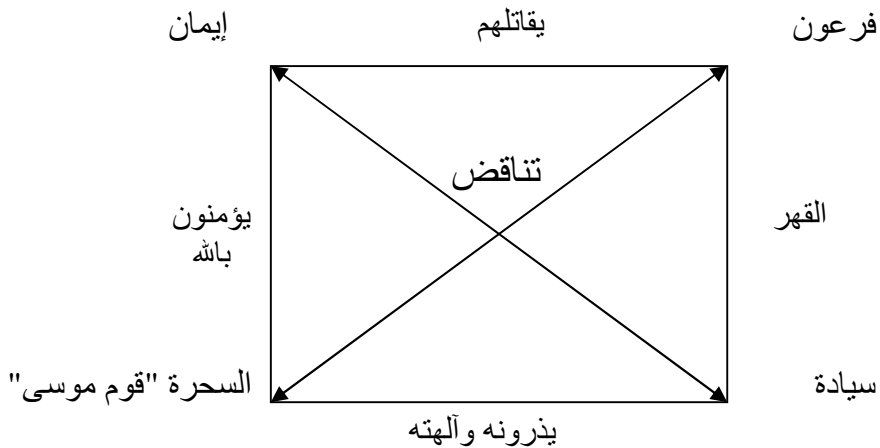 فرعون
يقاتلهم
إيمان
تناقض
القهر
يؤمنون
بالله
سيادة
السحرة "قوم موسى"
يذرونه وآلهته